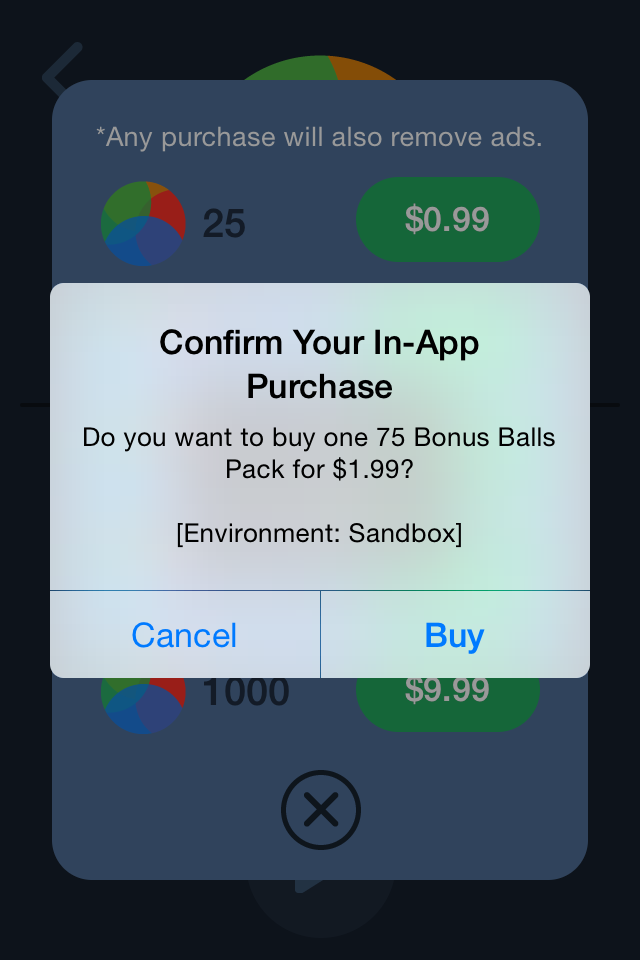 *Any purchase will also remove ads.
25 $0.99
Confirm Your In-App
Purchase
Do you want to buy one 75 Bonus Balls
Pack for $1.99?
[Environment: Sandbox]
Cancel Buy
1000 $9.99